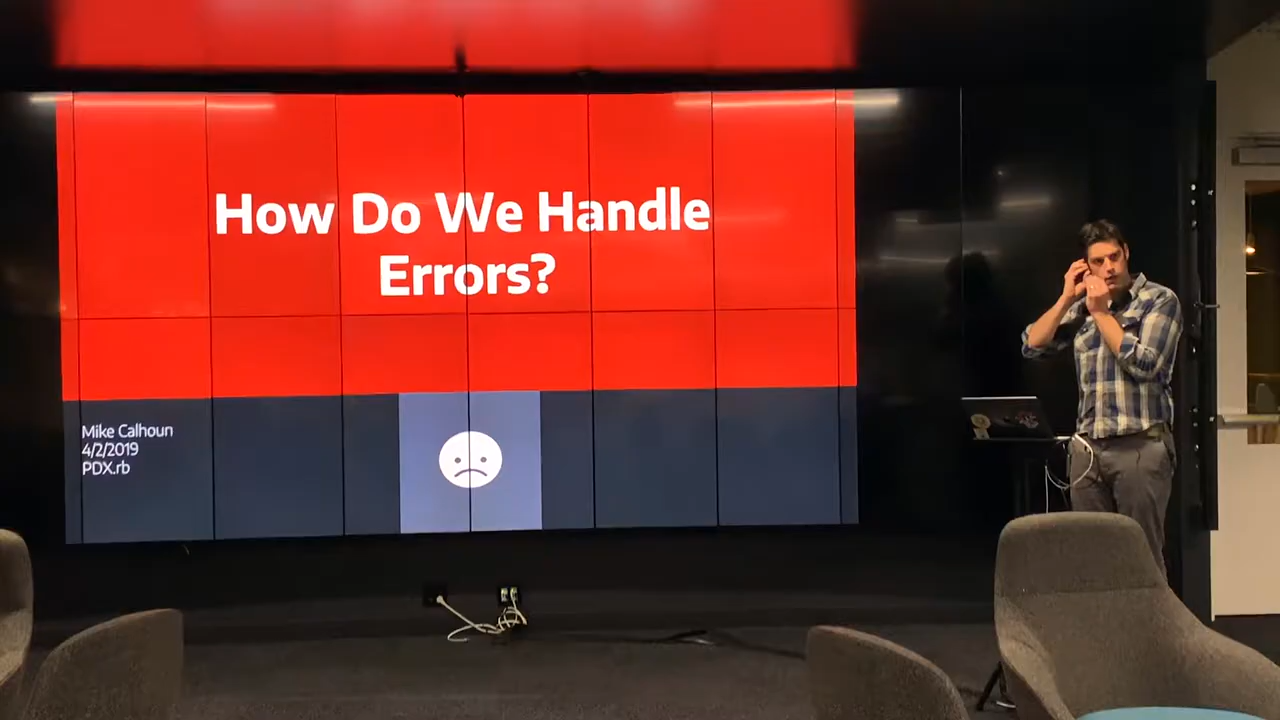 How Do We Handle
Errors?
Mike Calhoun
4/2/2019
PDX.rb